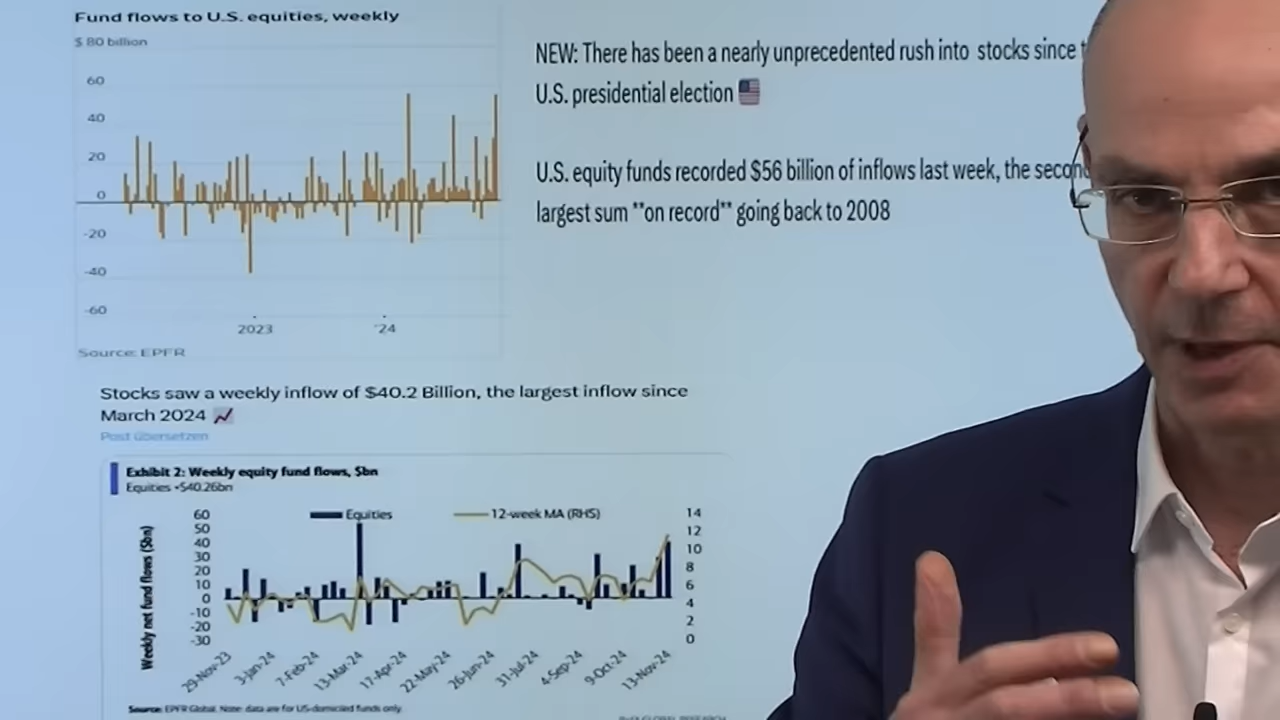 Fund flows to U.S. equities, weekly
$ 80 billion
60
40
20
0
-20
-40
-60
2023
'24
Source: EPFR
NEW: There has been a nearly unprecedented rush into stocks since
U.S. presidential election
U.S. equity funds recorded $56 billion of inflows last week, the second
largest sum **on record** going back to 2008
Stocks saw a weekly inflow of $40.2 Billion, the largest inflow since
March 2024
Post übersetzen
Exhibit 2: Weekly equity fund flows, $bn
Equities +$40.26bn
Equities
12-week MA (RHS)
Weekly net fund flows ($bn)
60
50
40
30
20
10
0
-10
-20
-30
14
12
10
8
6
4
2
0
29-Nov-23
3-Jan-24
7-Feb-24
13-Mar-24
17-Apr-24
22-May-24
26-Jun-24
31-Jul-24
4-Sep-24
9-Oct-24
13-Nov-24
Source: EPFR Global. Note: data are for US-domiciled funds only.
GLOBAL RESEARCH